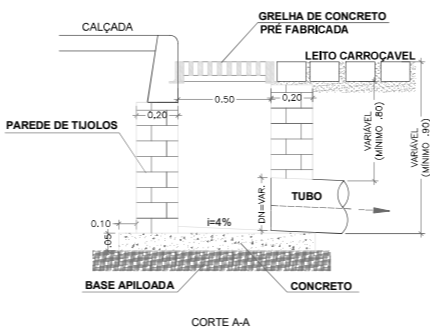 GRELHA DE CONCRETO
PRÉ FABRICADA
CALÇADA
LEITO CARROÇAVEL
0.50
0.20
0.20
PAREDE DE TIJOLOS
VARIÁVEL
(MÍNIMO .80)
VARIÁVEL
(MÍNIMO .90)
TUBO
DN=VAR.
0.10
i=4%
.05
BASE APILOADA
CONCRETO
CORTE A-A